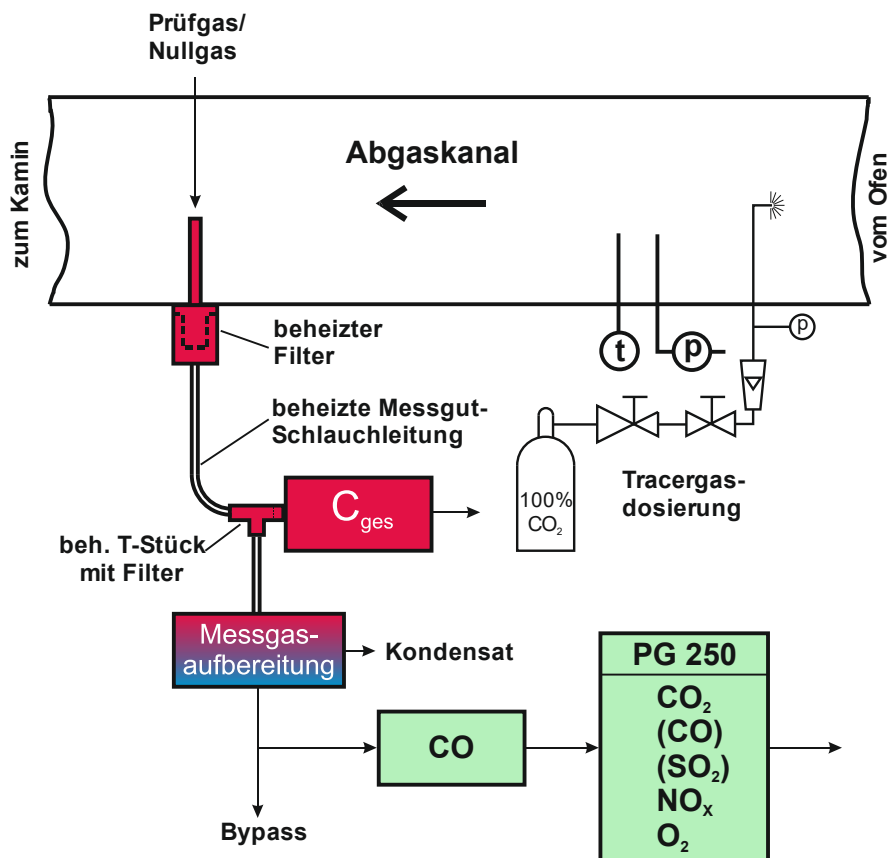 Prüfgas/
Nullgas
zum Kamin
Abgaskanal
vom Ofen
beheizter
Filter
t
p
p
beheizte Messgut-
Schlauchleitung
C ges
100%
CO₂
Tracergas-
dosierung
beh. T-Stück
mit Filter
Messgas-
aufbereitung
Kondensat
CO
PG 250
CO₂
(CO)
(SO₂)
NOₓ
O₂
Bypass